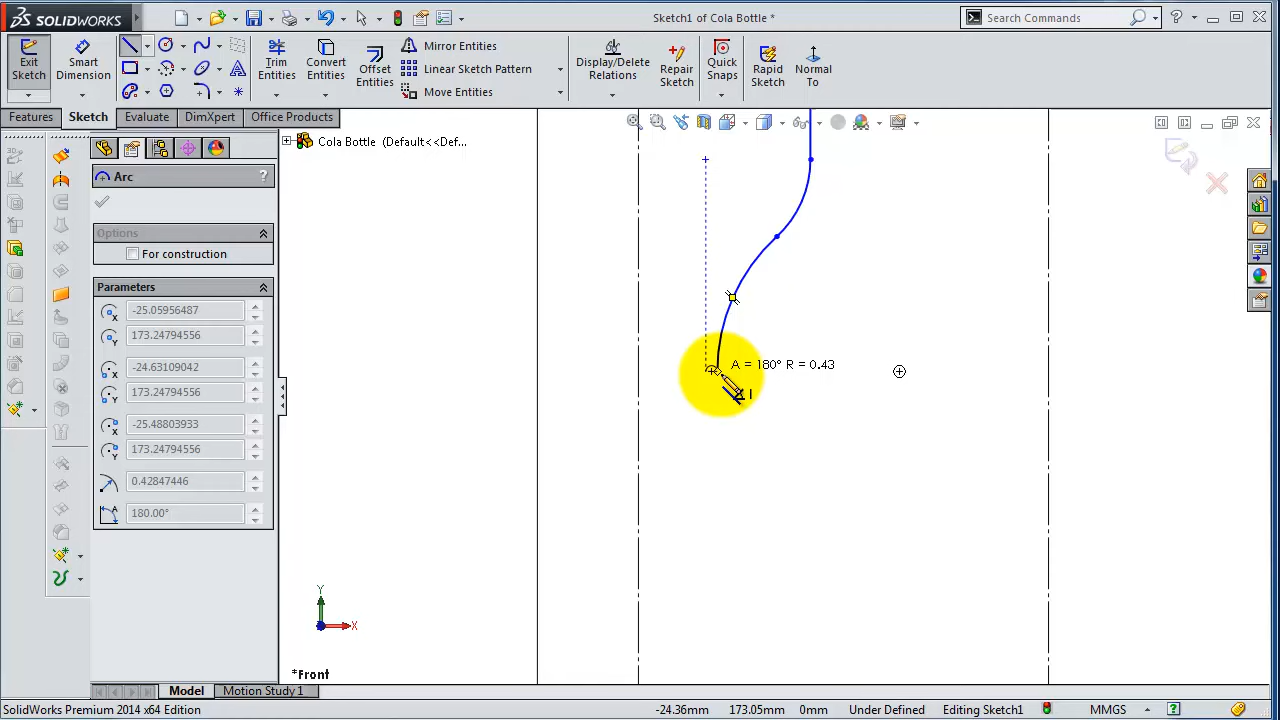 SOLIDWORKS
Sketch1 of Cola Bottle *
Search Commands
Exit Sketch
Smart Dimension
Trim Entities
Convert Entities
Offset Entities
Mirror Entities
Linear Sketch Pattern
Move Entities
Display/Delete Relations
Repair Sketch
Quick Snaps
Rapid Sketch
Normal To
Features
Sketch
Evaluate
DimXpert
Office Products
Cola Bottle (Default<<Def...
Arc
?
Options
For construction
Parameters
-25.05956487
173.24794556
-24.63109042
173.24794556
-25.48803933
173.24794556
0.42847446
180.00°
A = 180° R = 0.43
Y
X
*Front
Model
Motion Study 1
SolidWorks Premium 2014 x64 Edition
-24.36mm
173.05mm
0mm
Under Defined
Editing Sketch1
MMGS
?